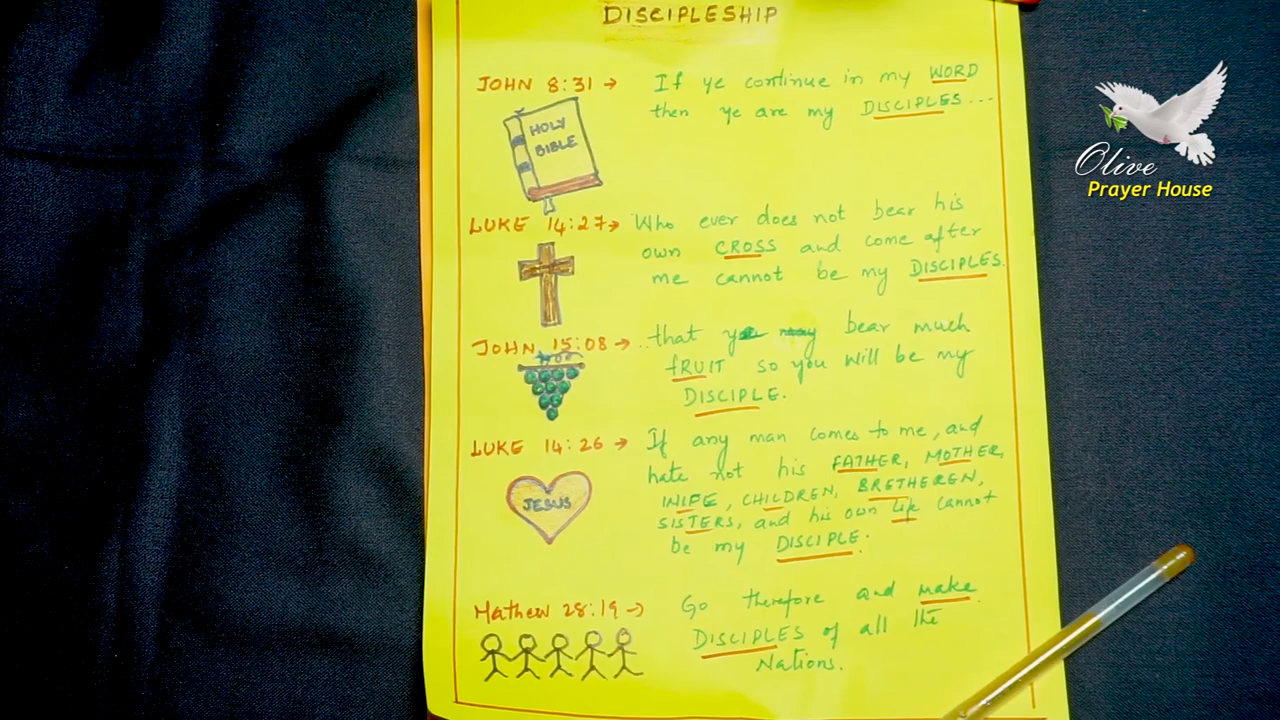 DISCIPLESHIP
JOHN 8:31 → If ye continue in my WORD
then ye are my DISCIPLES...
HOLY
BIBLE
LUKE 14:27→ Who ever does not bear his
own CROSS and come after
me cannot be my DISCIPLES.
JOHN 15:08 → ..that you may bear much
fRUIT so you will be my
DISCIPLE.
LUKE 14:26 → If any man comes to me, and
hate not his FATHER, MOTHER,
WIFE, CHILDREN, BRETHEREN,
SISTERS, and his own life cannot
be my DISCIPLE.
JESUS
Mathew 28:19 → Go therefore and make
DISCIPLES of all the
Nations.
Olive
Prayer House